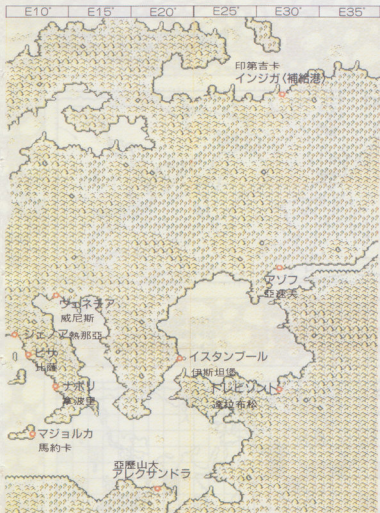 E10° E15° E20° E25° E30° E35°
印第吉卡
インジガ(補給港)
アゾフ
亞速夫
ヴェネチア
威尼斯
ジェノア 熱那亞
ピサ
比薩
イスタンブール
伊斯坦堡
ナポリ
拿波里
トレビゾント
達拉布松
マジョルカ
馬約卡
亞歷山大
アレクサンドラ